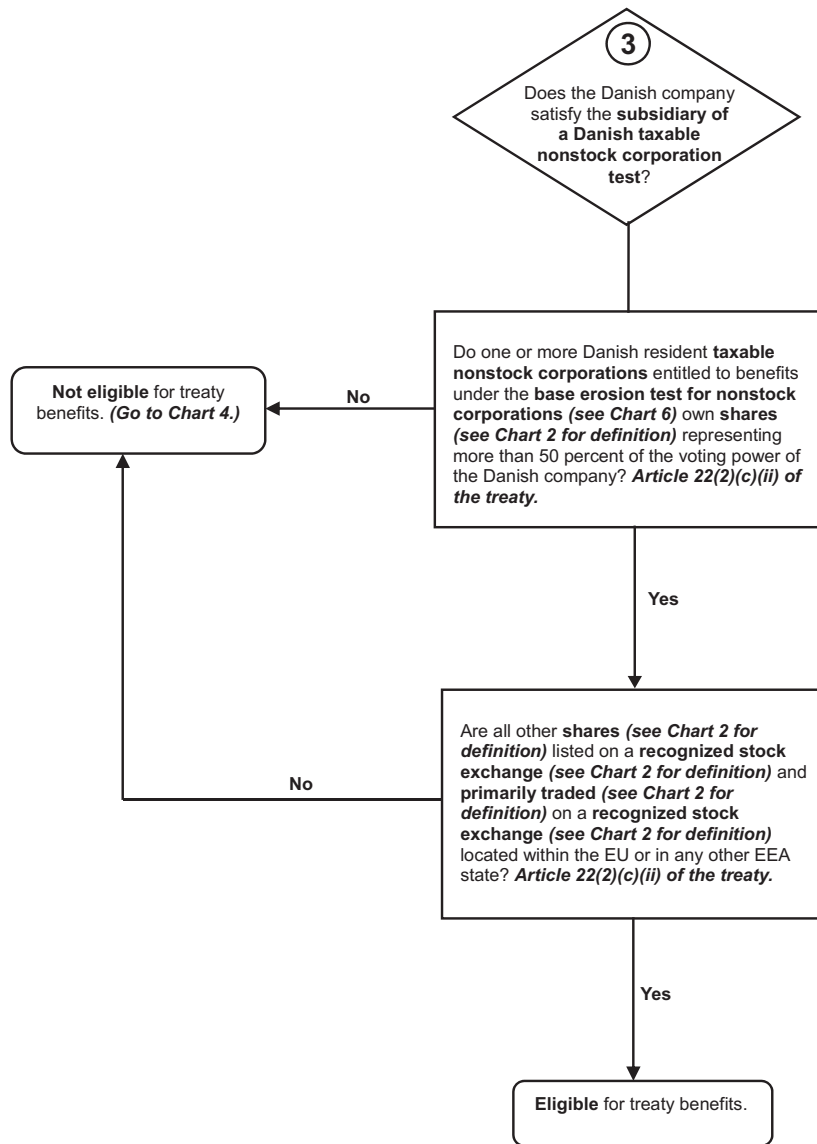 3
Does the Danish company
satisfy the subsidiary of
a Danish taxable
nonstock corporation
test?
Do one or more Danish resident taxable
nonstock corporations entitled to benefits
under the base erosion test for nonstock
corporations (see Chart 6) own shares
(see Chart 2 for definition) representing
more than 50 percent of the voting power of
the Danish company? Article 22(2)(c)(ii) of
the treaty.
No
Not eligible for treaty
benefits. (Go to Chart 4.)
Yes
Are all other shares (see Chart 2 for
definition) listed on a recognized stock
exchange (see Chart 2 for definition) and
primarily traded (see Chart 2 for
definition) on a recognized stock
exchange (see Chart 2 for definition)
located within the EU or in any other EEA
state? Article 22(2)(c)(ii) of the treaty.
No
Yes
Eligible for treaty benefits.